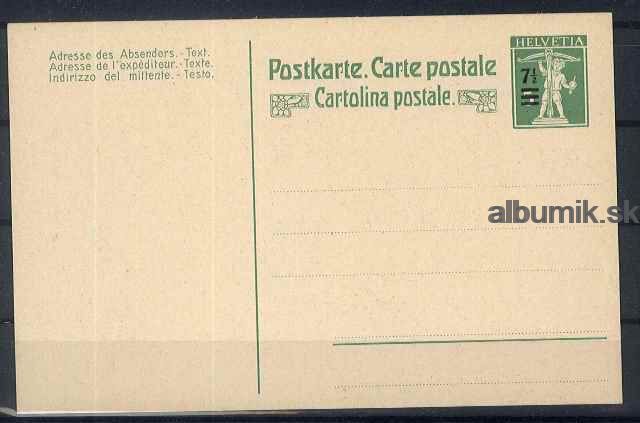 Adresse des Absenders.-Text.
Adresse de l'expéditeur.-Texte.
Indirizzo del mittente.-Testo.
Postkarte. Carte postale
Cartolina postale.
HELVETIA
7½
albumik.sk